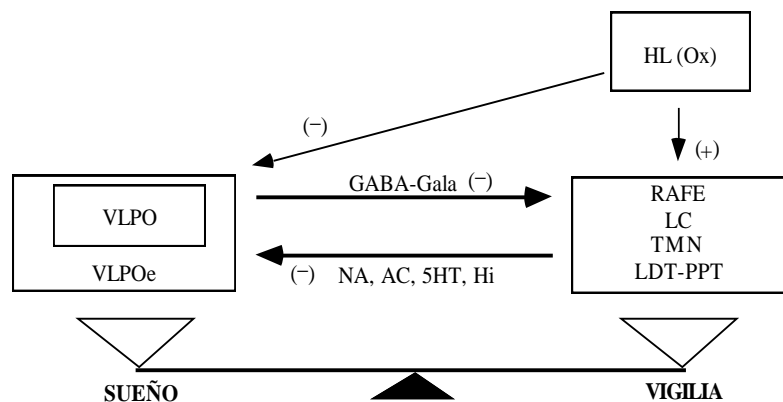 HL (Ox)
(−)
(+)
GABA-Gala (−)
VLPO
VLPOe
RAFE
LC
TMN
LDT-PPT
(−) NA, AC, 5HT, Hi
SUEÑO
VIGILIA